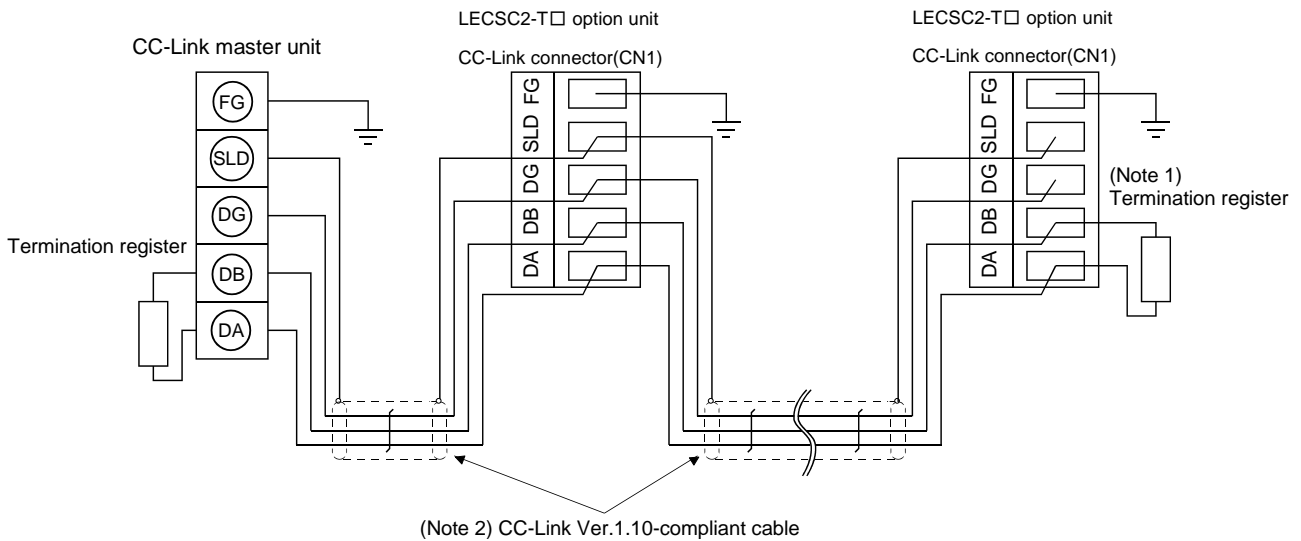 LECSC2-T□ option unit
LECSC2-T□ option unit
CC-Link master unit
CC-Link connector(CN1)
CC-Link connector(CN1)
FG
SLD
DG
DB
DA
Termination register
FG
SLD
DG
DB
DA
FG
SLD
DG
DB
DA
(Note 1)
Termination register
(Note 2) CC-Link Ver.1.10-compliant cable